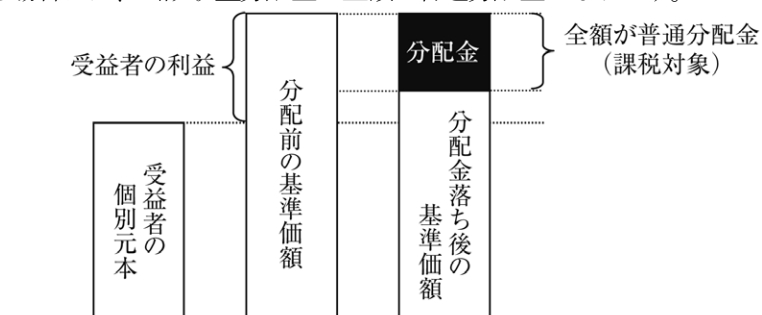 受益者の利益
分配金
全額が普通分配金
（課税対象）
受益者の
個別元本
分配前の基準価額
分配金落ち後の
基準価額